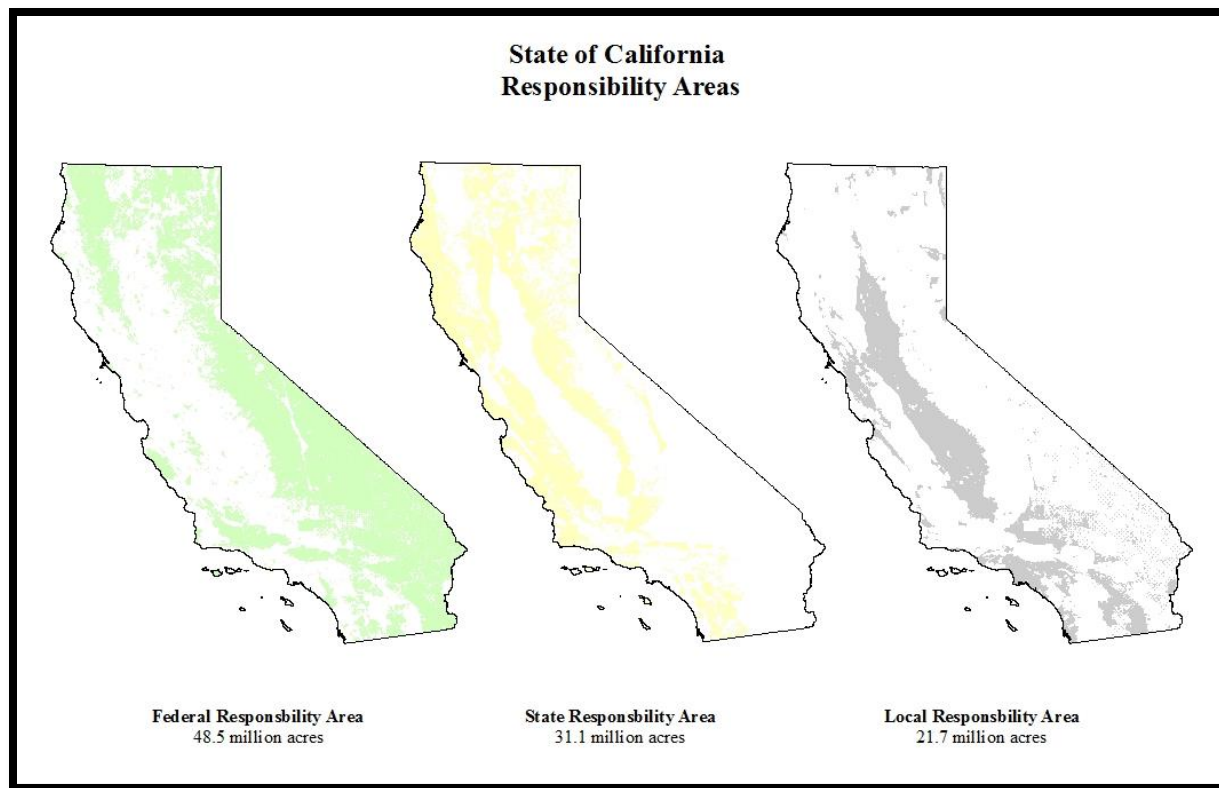 State of California
Responsibility Areas
Federal Responsbility Area
48.5 million acres
State Responsbility Area
31.1 million acres
Local Responsbility Area
21.7 million acres